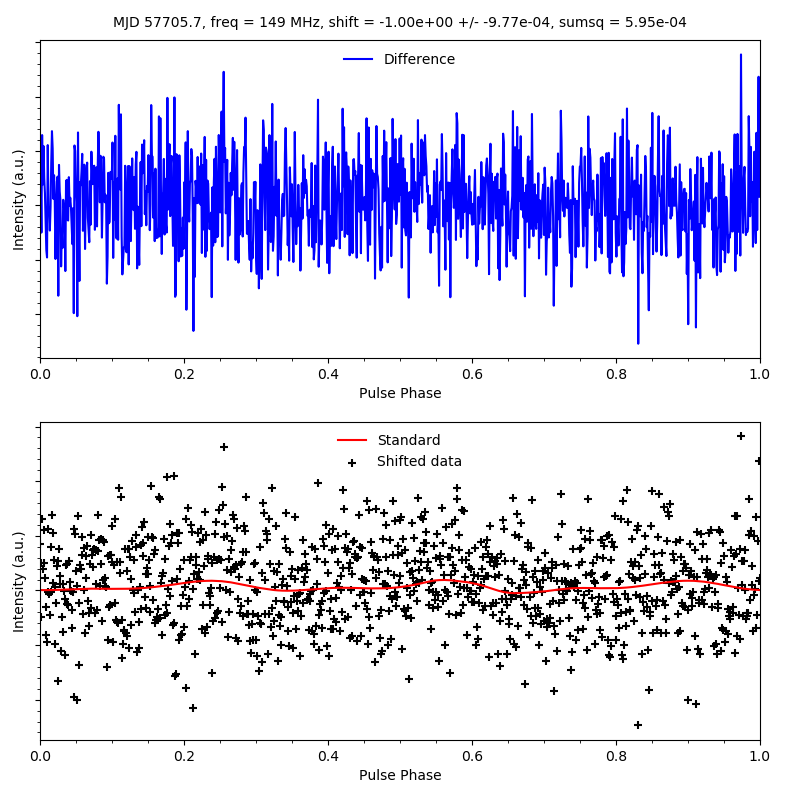 MJD 57705.7, freq = 149 MHz, shift = -1.00e+00 +/- -9.77e-04, sumsq = 5.95e-04
Difference
Intensity (a.u.)
0.0 0.2 0.4 0.6 0.8 1.0
Pulse Phase
Standard
Shifted data
Intensity (a.u.)
0.0 0.2 0.4 0.6 0.8 1.0
Pulse Phase